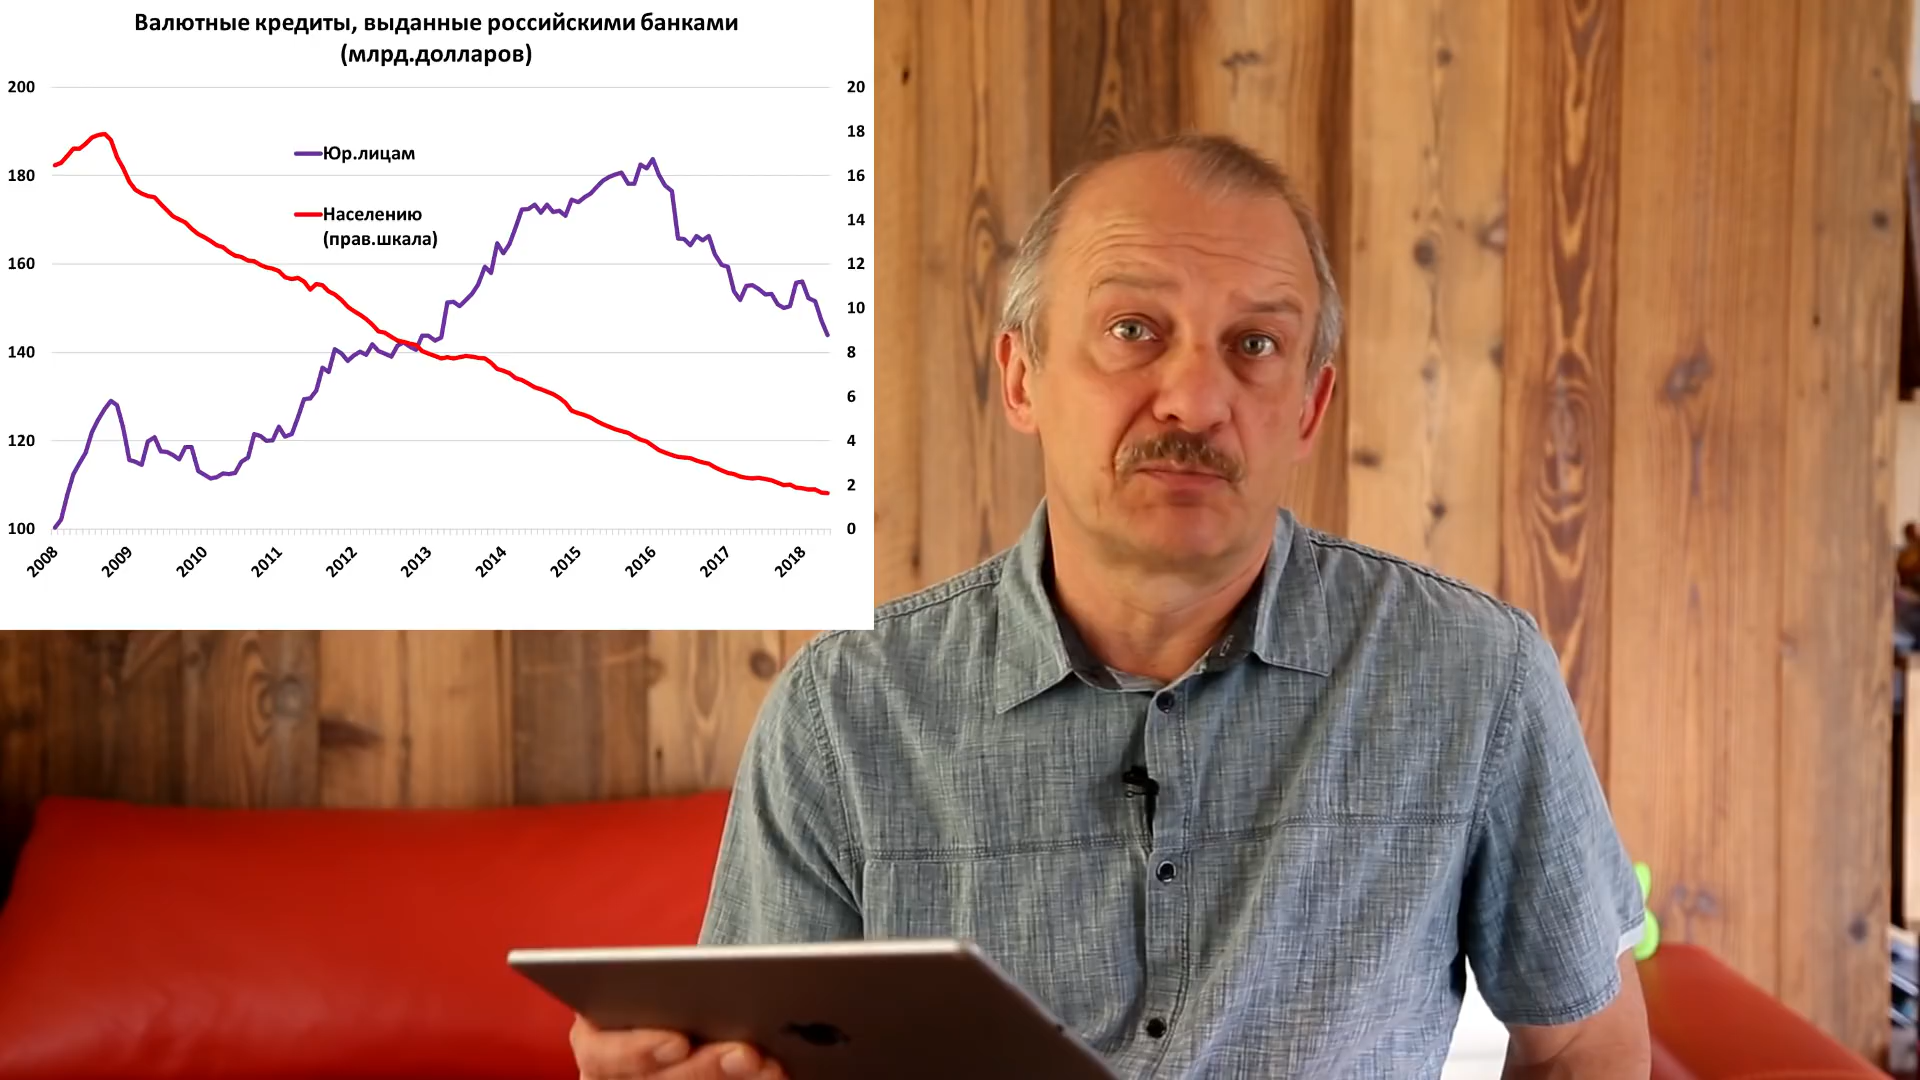 Валютные кредиты, выданные российскими банками
(млрд.долларов)
200
180
160
140
120
100
Юр.лицам
Населению
(прав.шкала)
20
18
16
14
12
10
8
6
4
2
0
2008 2009 2010 2011 2012 2013 2014 2015 2016 2017 2018